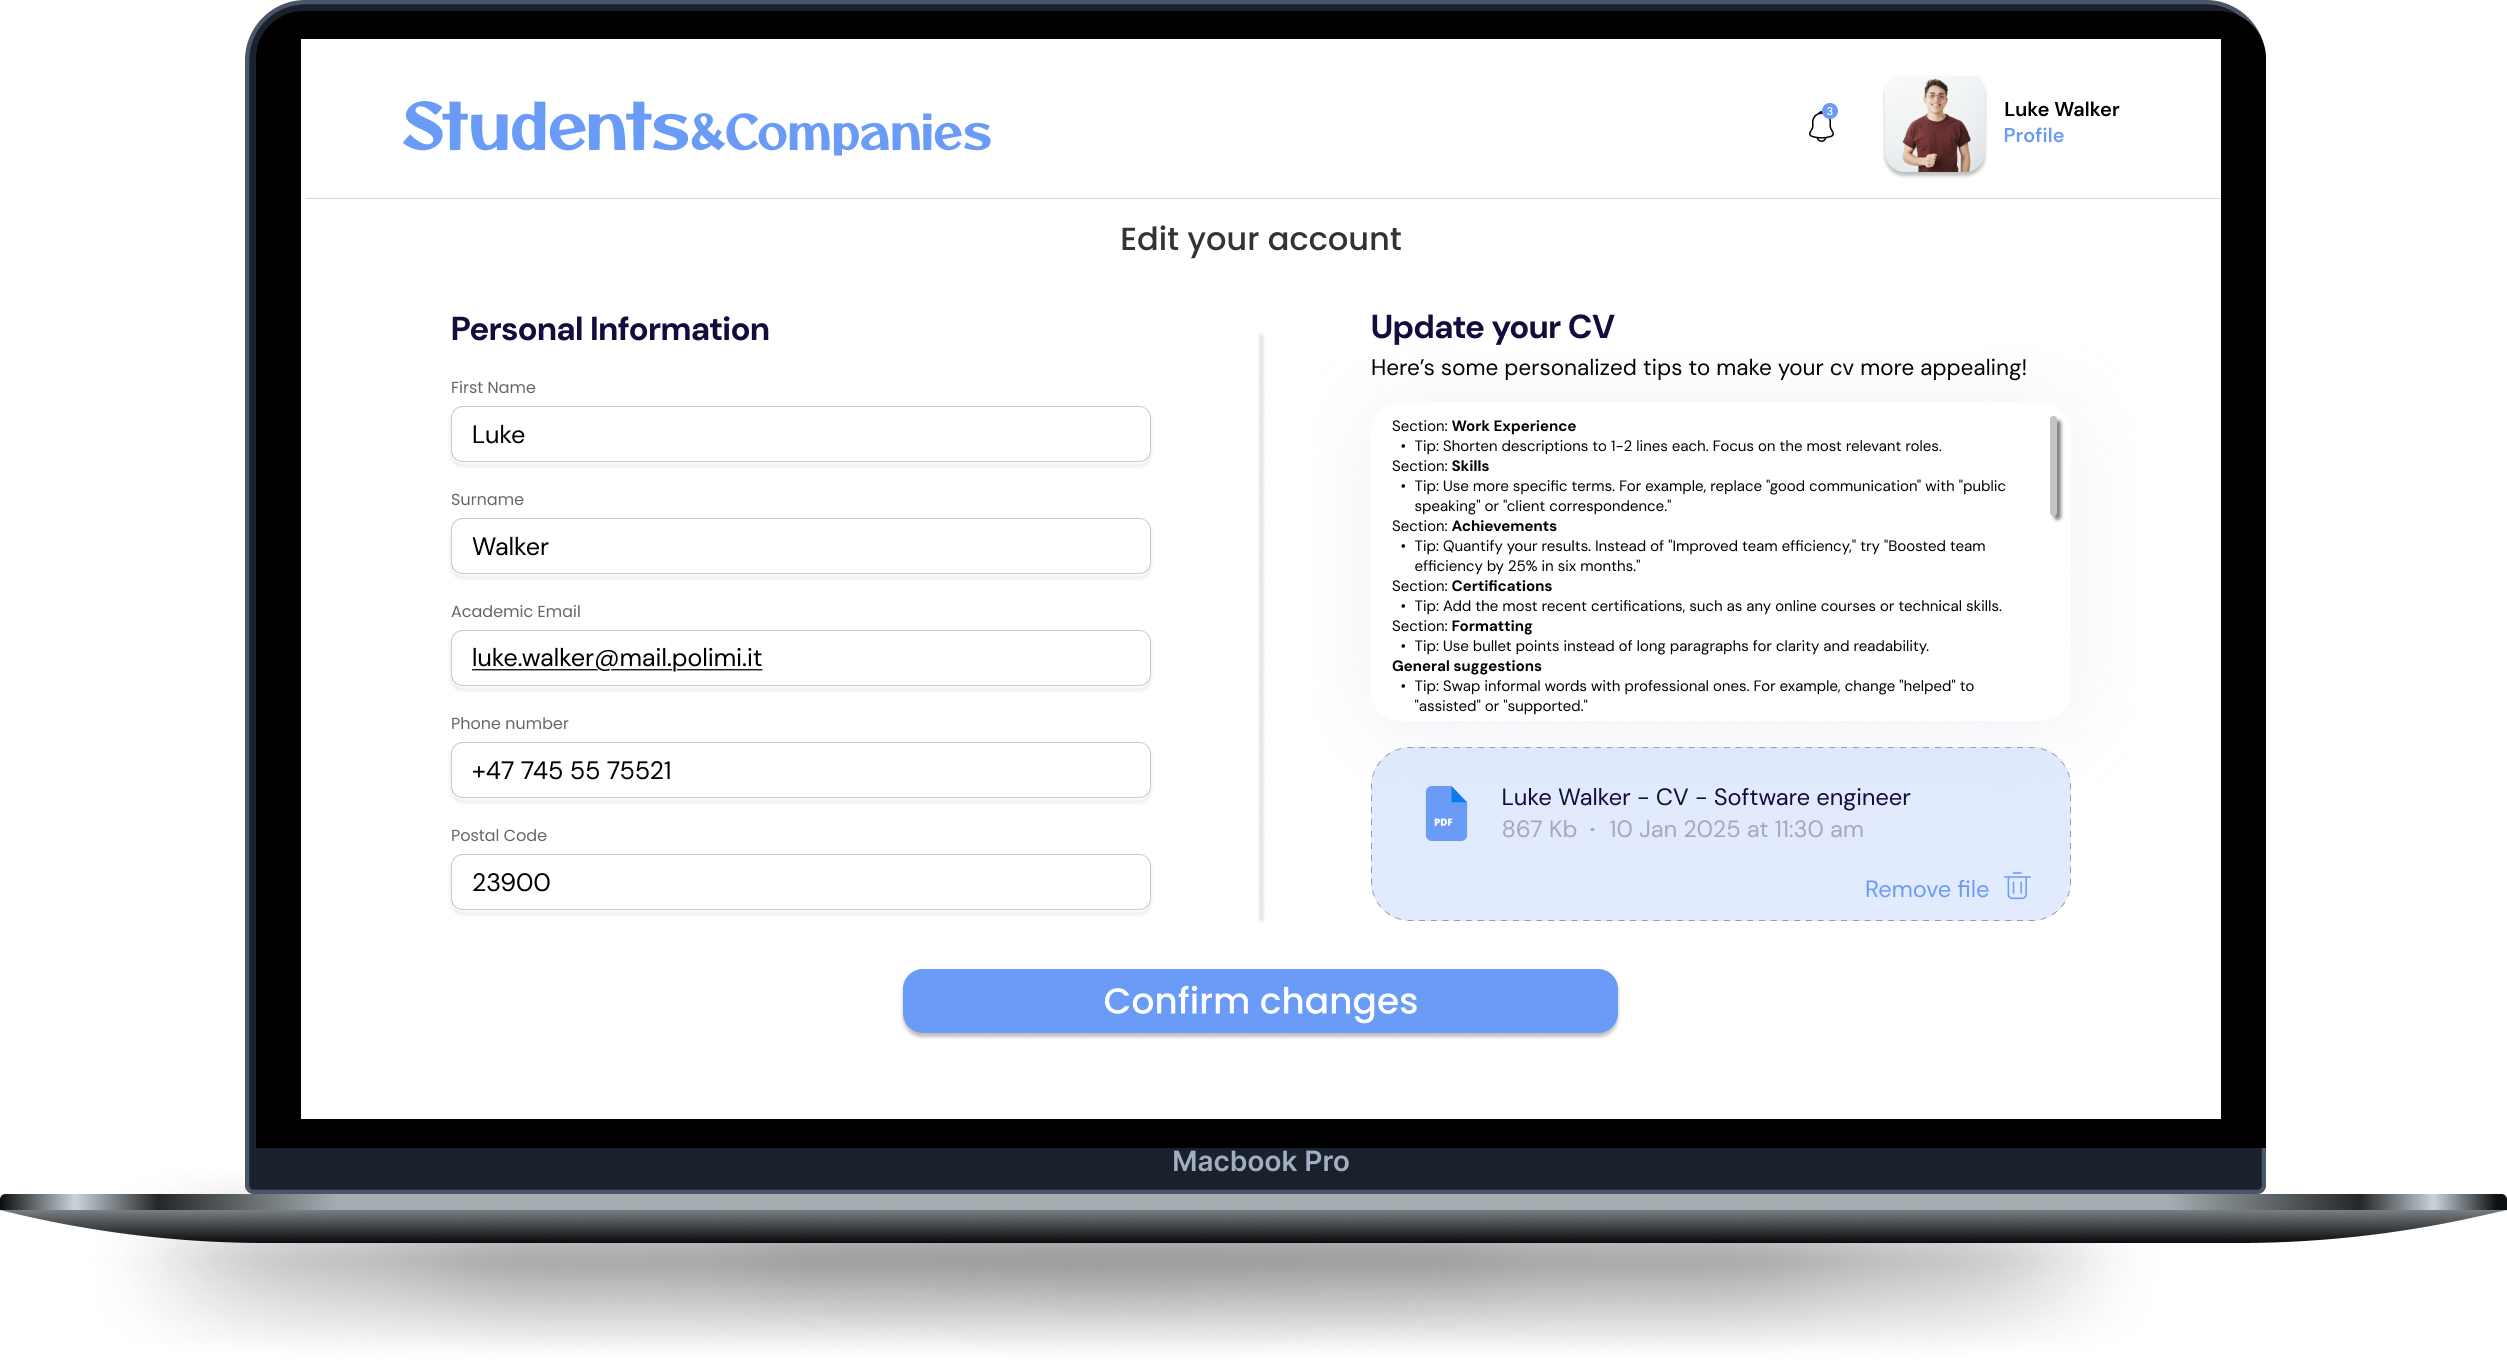 Students&Companies
3
Luke Walker
Profile
Edit your account
Personal Information
First Name
Luke
Surname
Walker
Academic Email
luke.walker@mail.polimi.it
Phone number
+47 745 55 75521
Postal Code
23900
Update your CV
Here's some personalized tips to make your cv more appealing!
Section: Work Experience
• Tip: Shorten descriptions to 1-2 lines each. Focus on the most relevant roles.
Section: Skills
• Tip: Use more specific terms. For example, replace "good communication" with "public
speaking" or "client correspondence."
Section: Achievements
• Tip: Quantify your results. Instead of "Improved team efficiency," try "Boosted team
efficiency by 25% in six months."
Section: Certifications
• Tip: Add the most recent certifications, such as any online courses or technical skills.
Section: Formatting
• Tip: Use bullet points instead of long paragraphs for clarity and readability.
General suggestions
• Tip: Swap informal words with professional ones. For example, change "helped" to
"assisted" or "supported."
PDF
Luke Walker - CV - Software engineer
867 Kb · 10 Jan 2025 at 11:30 am
Remove file
Confirm changes
Macbook Pro